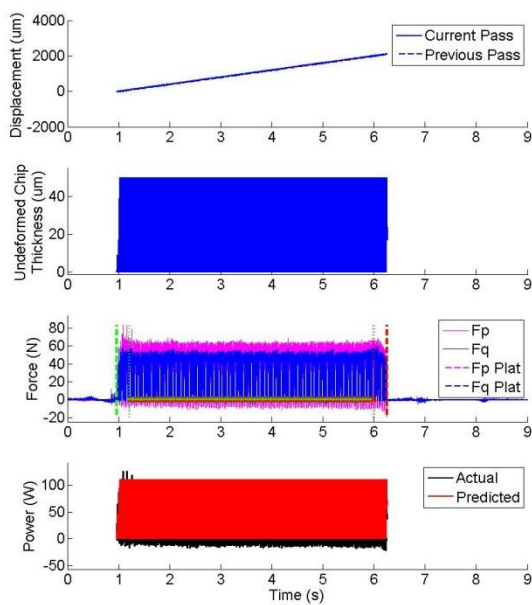 Displacement (um)
4000
2000
0
-2000
Current Pass
Previous Pass
0 1 2 3 4 5 6 7 8 9
Undeformed Chip
Thickness (um)
40
20
0
0 1 2 3 4 5 6 7 8 9
Force (N)
80
60
40
20
0
-20
Fp
Fq
Fp Plat
Fq Plat
0 1 2 3 4 5 6 7 8 9
Power (W)
100
50
0
-50
Actual
Predicted
0 1 2 3 4 5 6 7 8 9
Time (s)